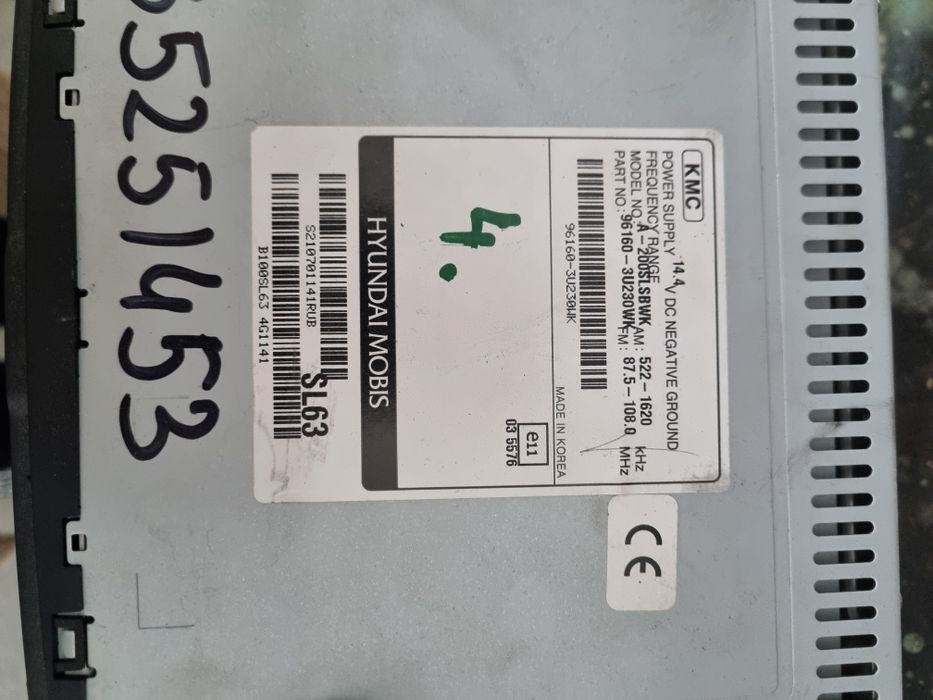 KMC
POWER SUPPLY 14.4V DC NEGATIVE GROUND
FREQUENCY RANGE AM : 522-1620 kHz
FM : 87.5-108.0 MHz
MODEL NO. A-200SLSBWK
PART NO : 96160-3U230WK
96160-3U230WK
MADE IN KOREA
e11
03 5576
4.
HYUNDAI MOBIS
SL63
S210701141RUB
B100SL63 4G1141
CE
5251453